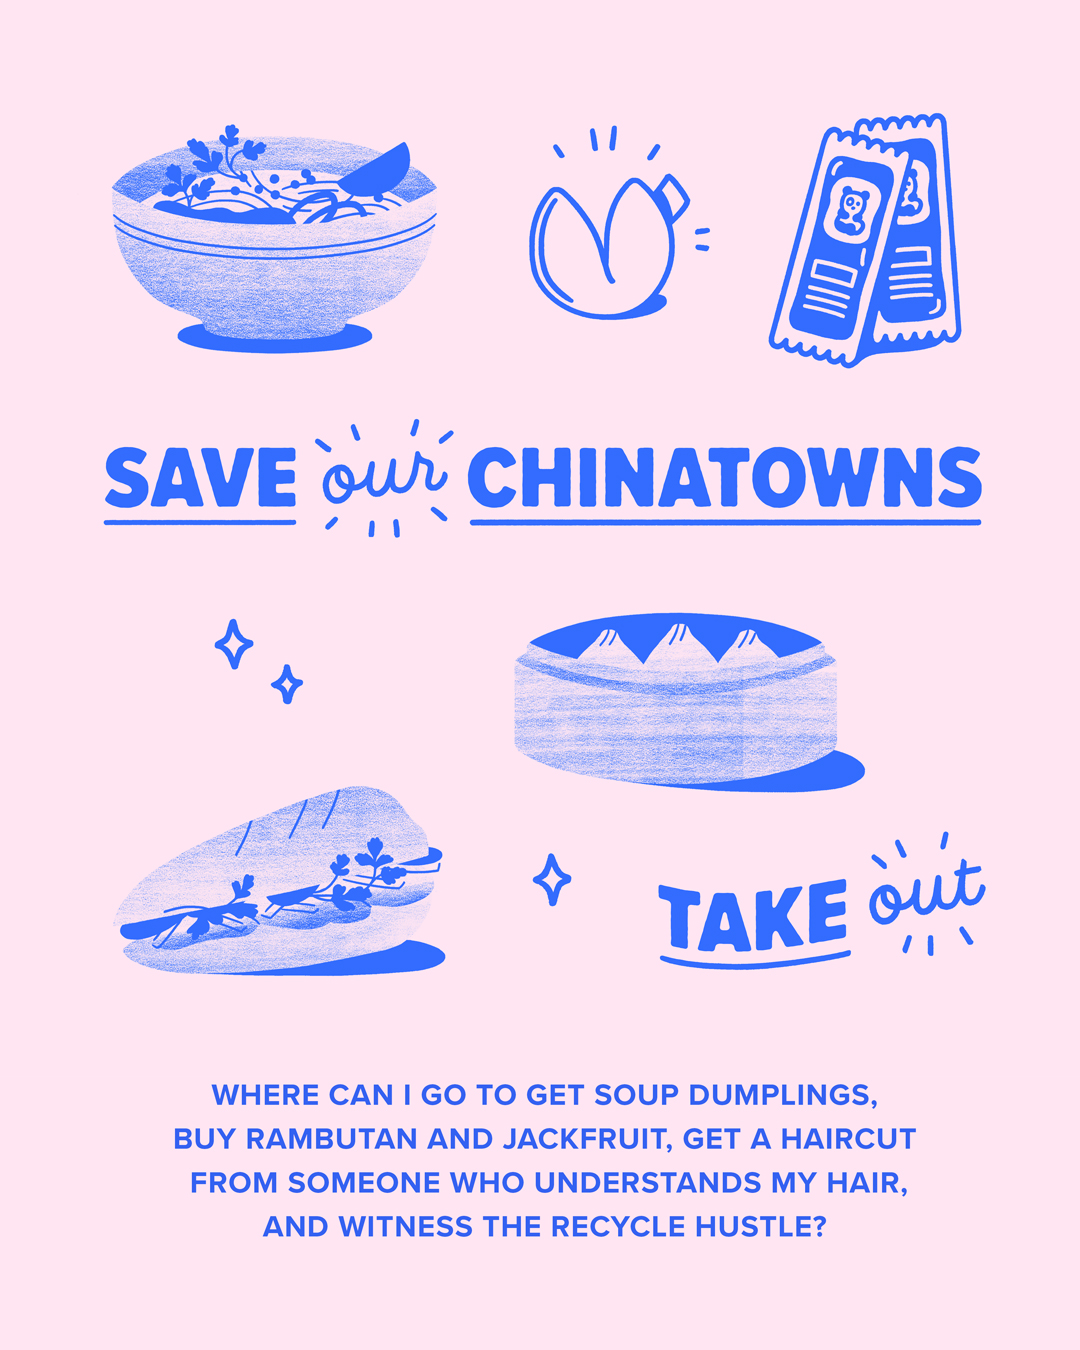 SAVE our CHINATOWNS
TAKE out
WHERE CAN I GO TO GET SOUP DUMPLINGS,
BUY RAMBUTAN AND JACKFRUIT, GET A HAIRCUT
FROM SOMEONE WHO UNDERSTANDS MY HAIR,
AND WITNESS THE RECYCLE HUSTLE?